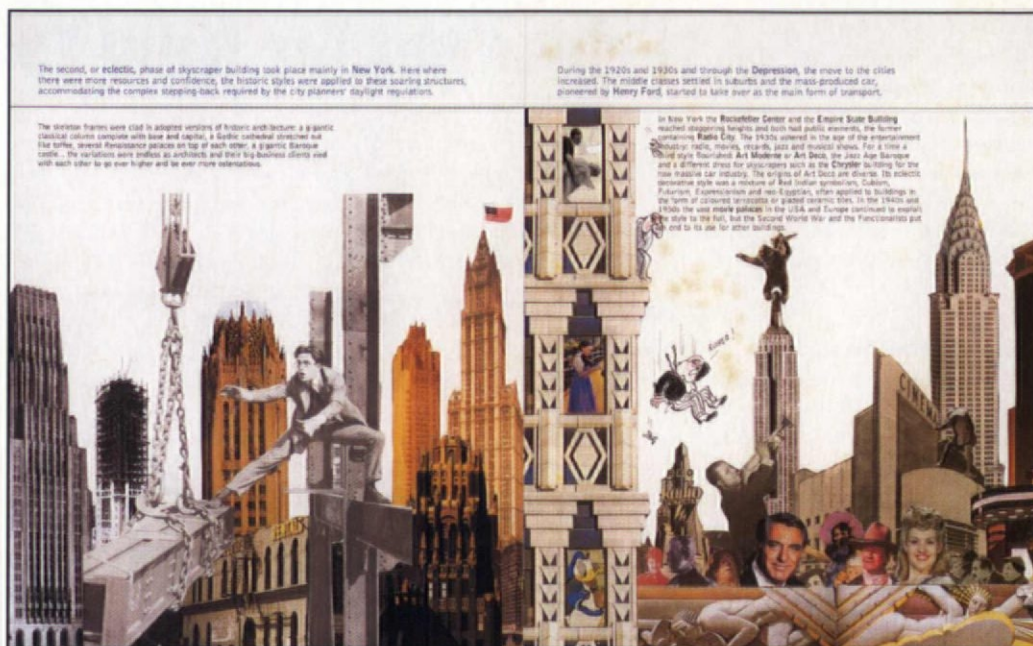 The second, or eclectic, phase of skyscraper building took place mainly in New York. Here where
there were more resources and confidence, the historic styles were applied to these soaring structures,
accommodating the complex stepping-back required by the city planners' daylight regulations.
The skeleton frames were clad in adopted versions of historic architecture: a gigantic
classical column complete with base and capital, a Gothic cathedral stretched out
like toffee, several Renaissance palaces on top of each other, a gigantic Baroque
castle... the variations were endless as architects and their big-business clients vied
with each other to go ever higher and be ever more ostentatious.
During the 1920s and 1930s and through the Depression, the move to the cities
increased. The middle classes settled in suburbs and the mass-produced car,
pioneered by Henry Ford, started to take over as the main form of transport.
In New York the Rockefeller Center and the Empire State Building
reached staggering heights and both had public elements, the former
containing Radio City. The 1930s ushered in the age of the entertainment
industry: radio, movies, records, jazz and musical shows. For a time a
third style flourished: Art Moderne or Art Deco, the Jazz Age Baroque
and a different dress for skyscrapers such as the Chrysler building for the
new massive car industry. The origins of Art Deco are diverse. Its eclectic
decorative style was a mixture of Red Indian symbolism, Cubism,
Futurism, Expressionism and neo-Egyptian, often applied to buildings in
the form of coloured terracotta or glazed ceramic tiles. In the 1940s and
1950s the vast movie palaces in the USA and Europe continued to exploit
the style to the full, but the Second World War and the Functionalists put
an end to its use for other buildings.
CINEMA
Radio